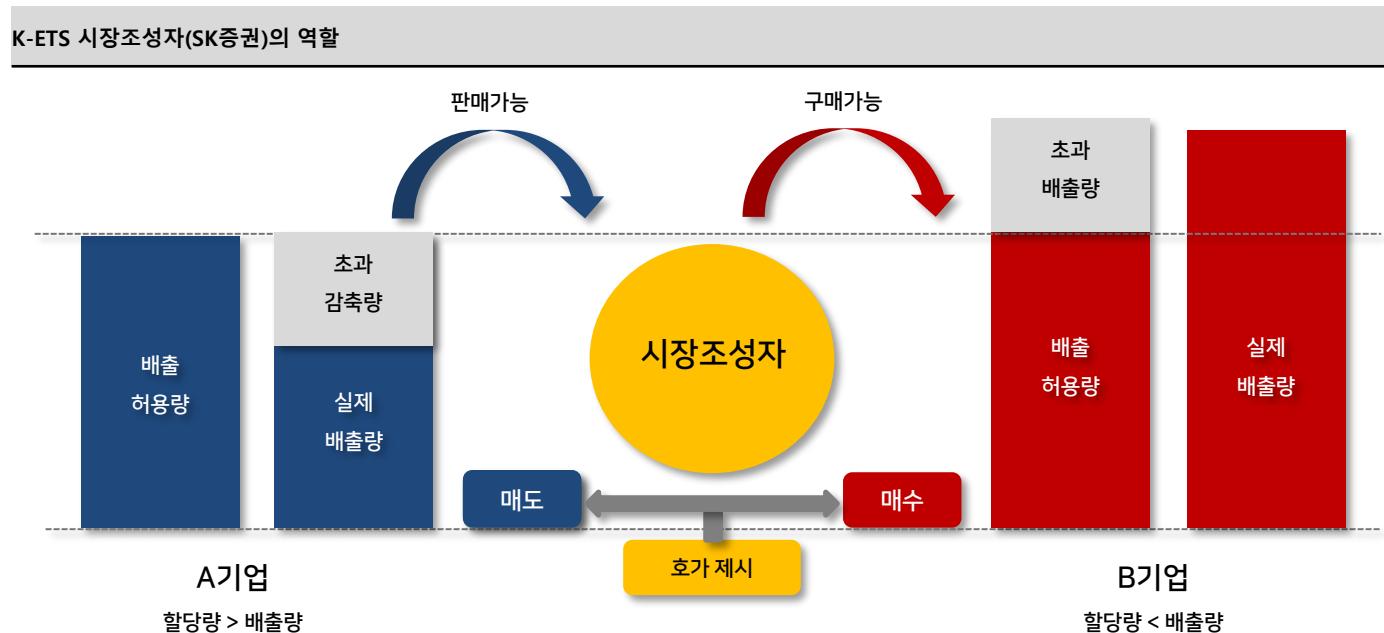 K-ETS 시장조성자(SK증권)의 역할
판매가능
구매가능
배출
허용량
초과
감축량
실제
배출량
시장조성자
초과
배출량
배출
허용량
실제
배출량
매도
매수
호가 제시
A기업
할당량 > 배출량
B기업
할당량 < 배출량